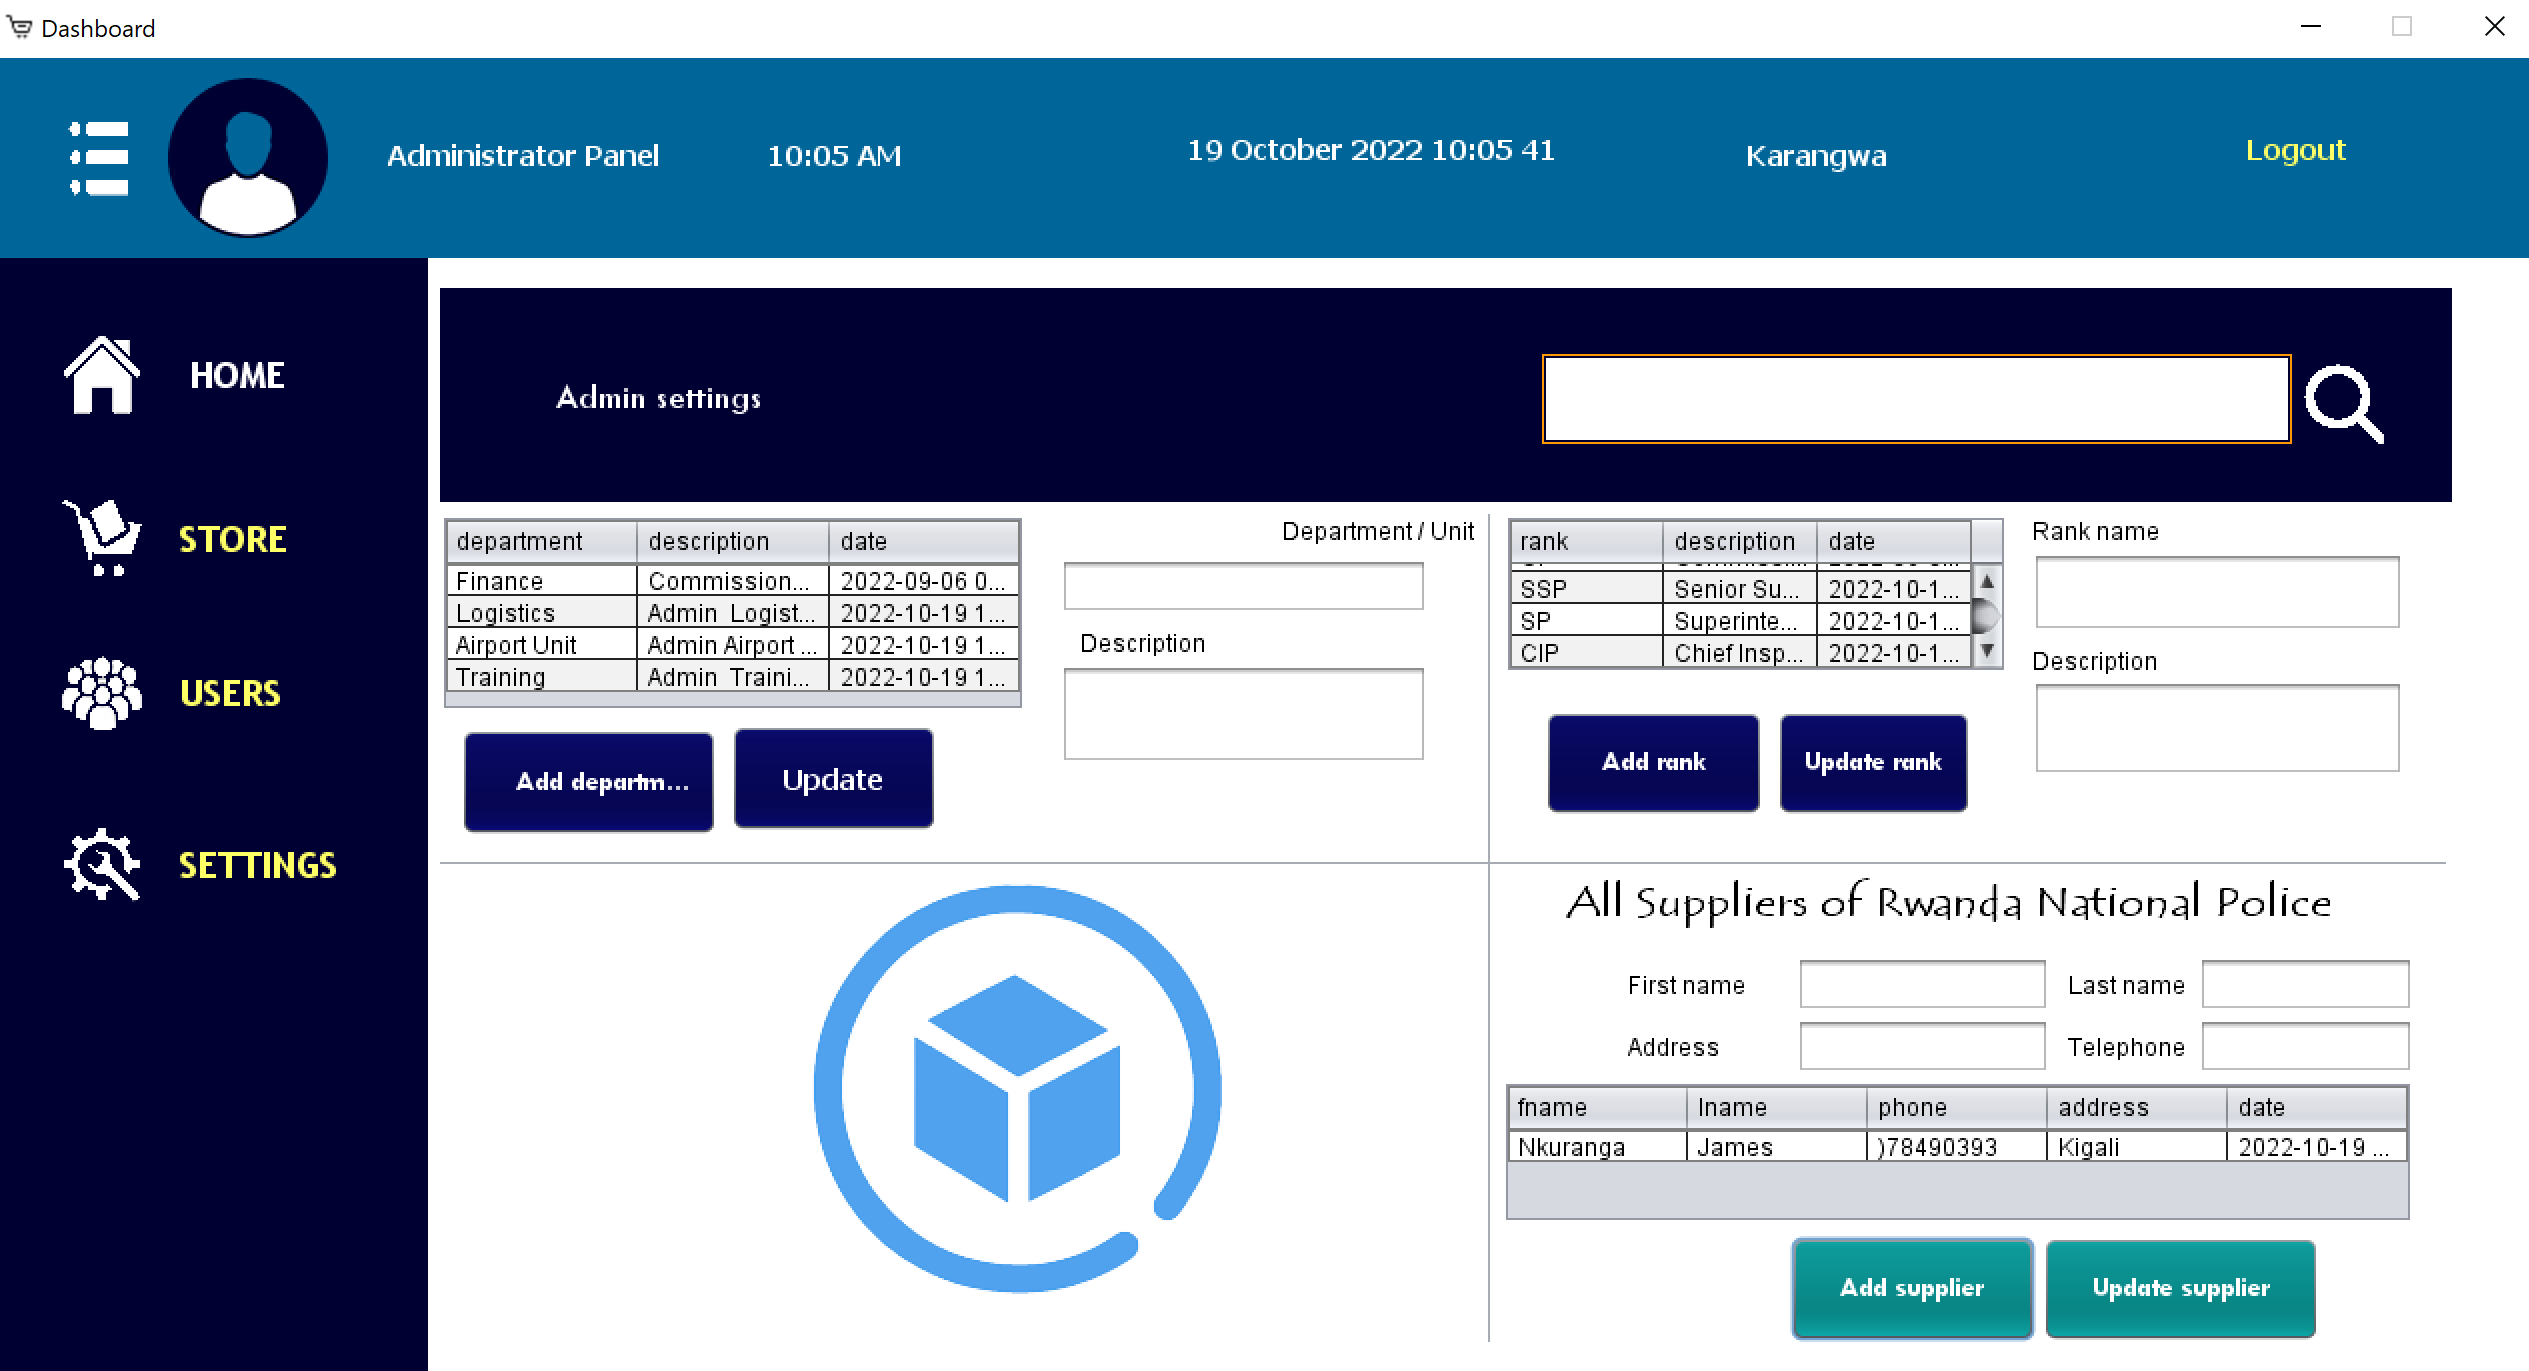 Dashboard
Administrator Panel
10:05 AM
19 October 2022 10:05 41
Karangwa
Logout
HOME
STORE
USERS
SETTINGS
Admin settings
department description date
Finance Commission... 2022-09-06 0...
Logistics Admin Logist... 2022-10-19 1...
Airport Unit Admin Airport ... 2022-10-19 1...
Training Admin Traini... 2022-10-19 1...
Department / Unit
Description
Add departm...
Update
rank description date
SSP Senior Su... 2022-10-1...
SP Superinte... 2022-10-1...
CIP Chief Insp... 2022-10-1...
Rank name
Description
Add rank
Update rank
All Suppliers of Rwanda National Police
First name
Last name
Address
Telephone
fname lname phone address date
Nkuranga James )78490393 Kigali 2022-10-19 ...
Add supplier
Update supplier